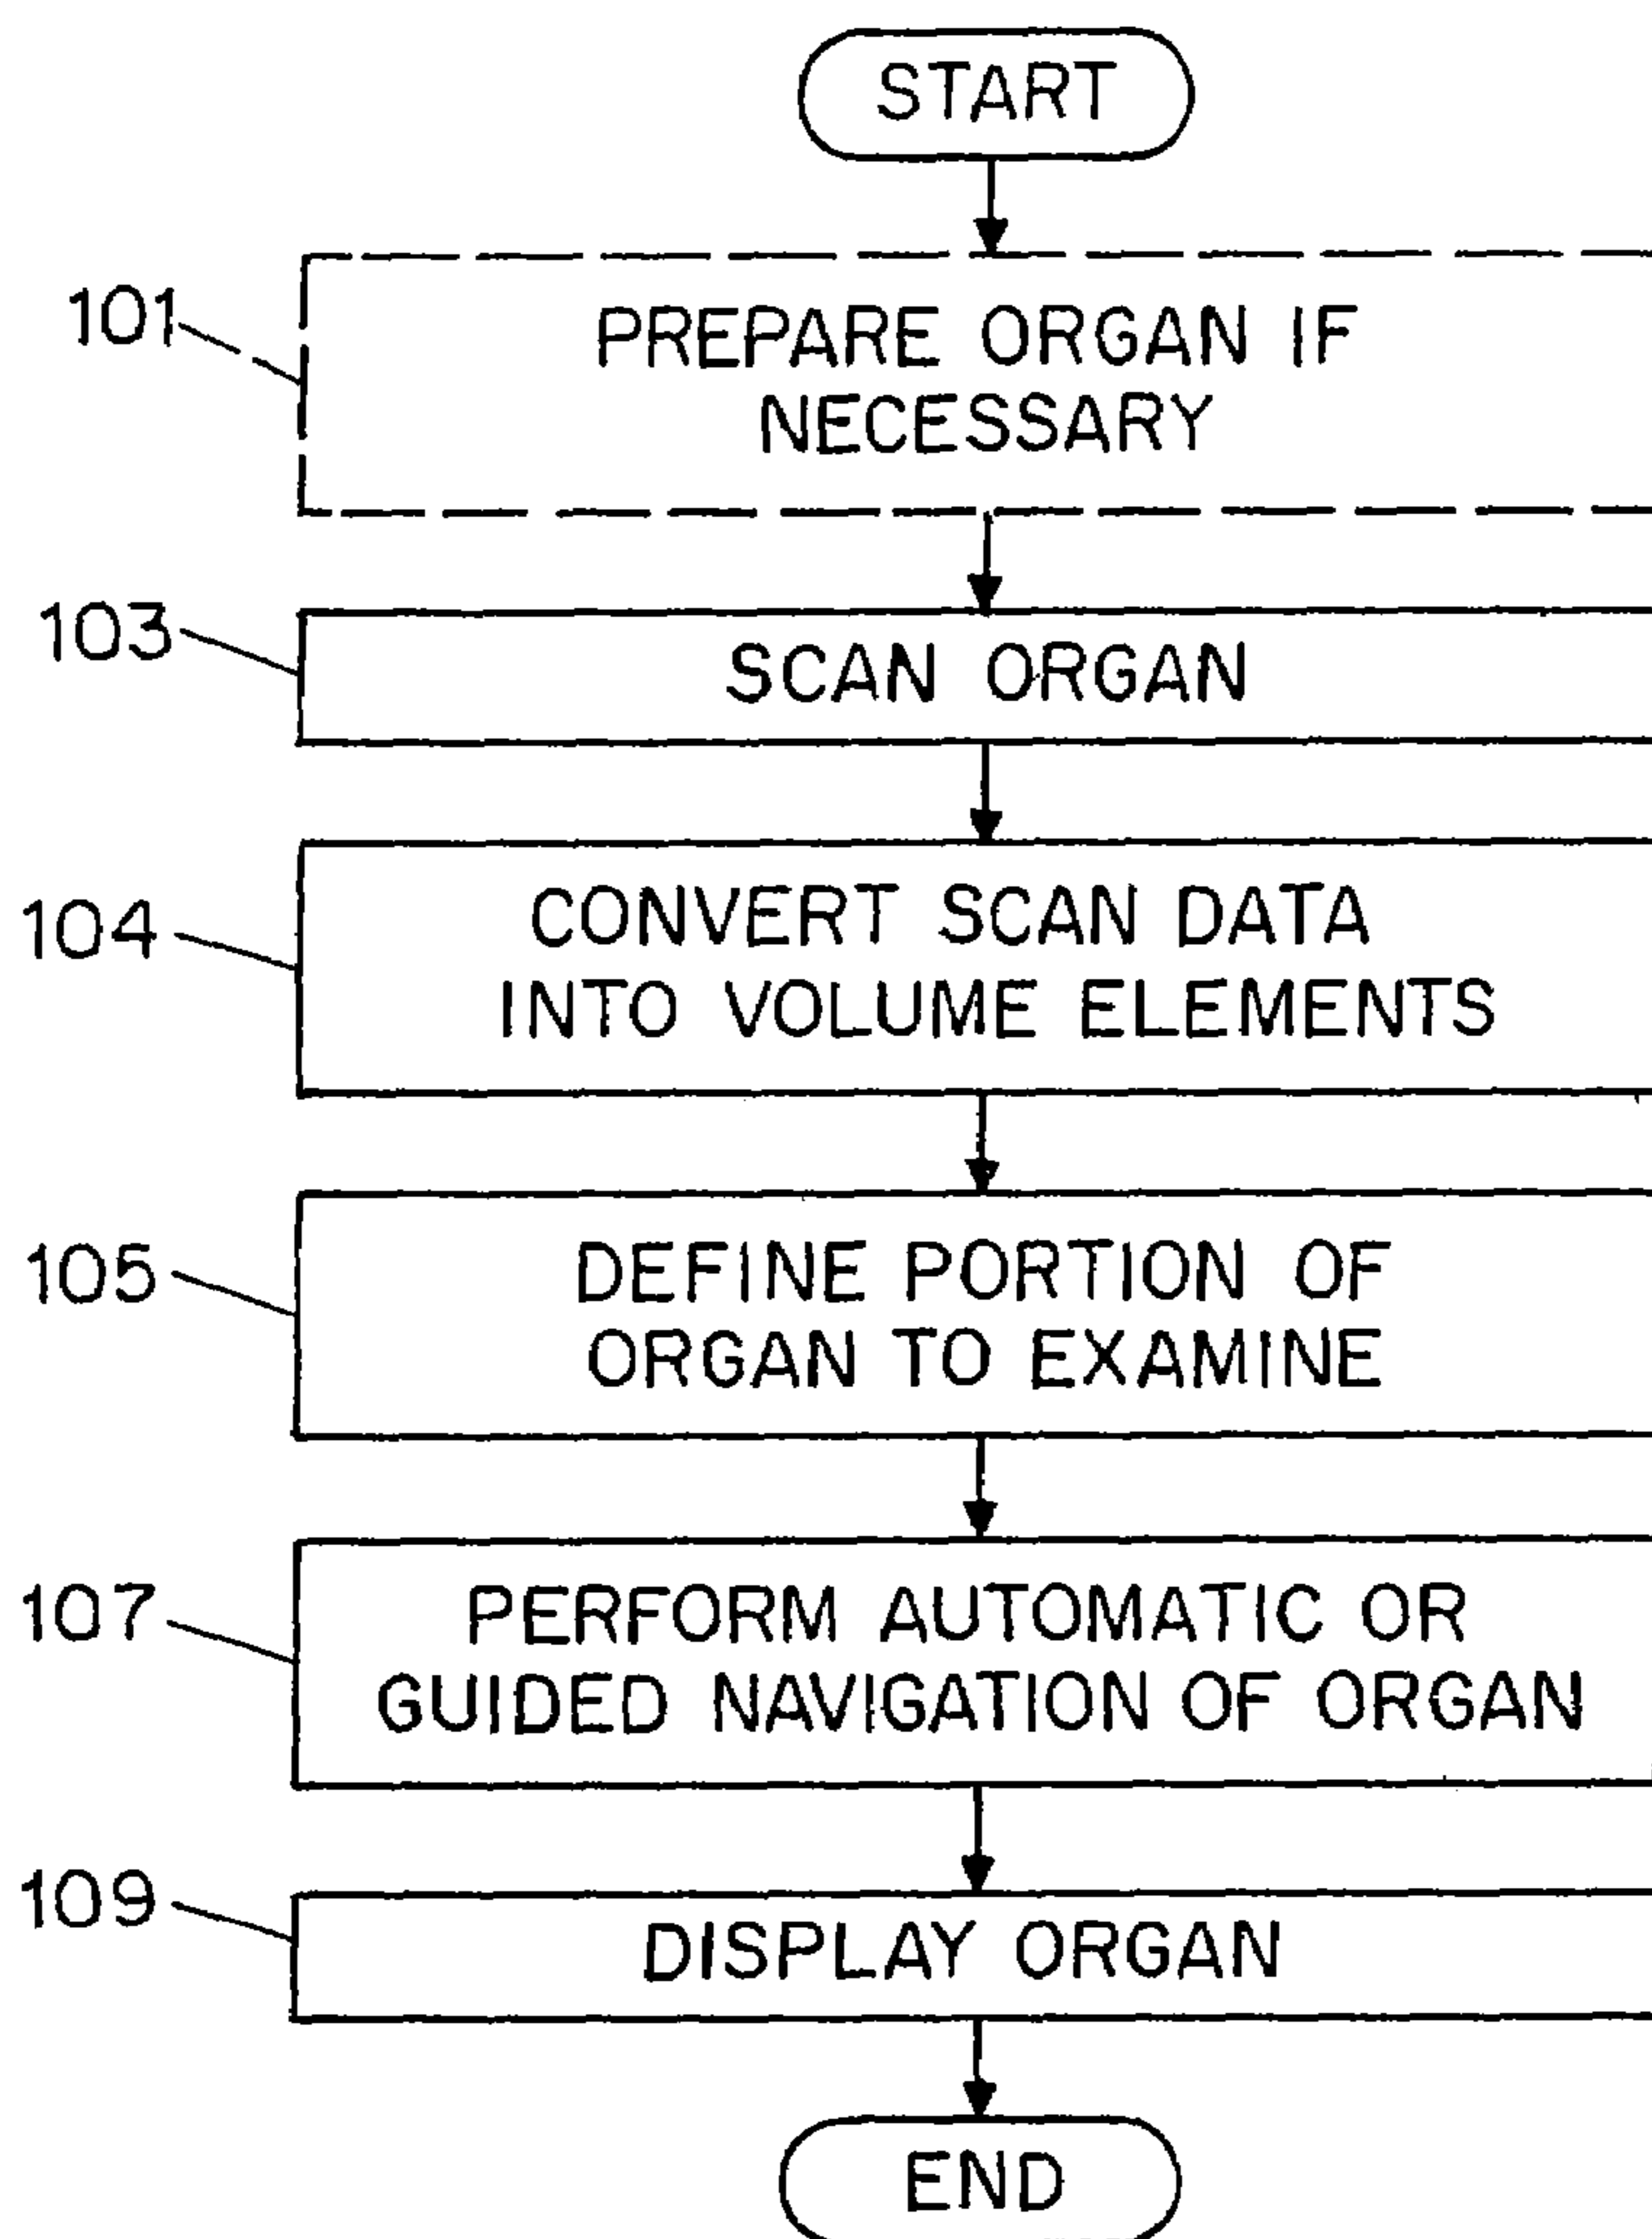 START
101
PREPARE ORGAN IF
NECESSARY
103
SCAN ORGAN
104
CONVERT SCAN DATA
INTO VOLUME ELEMENTS
105
DEFINE PORTION OF
ORGAN TO EXAMINE
107
PERFORM AUTOMATIC OR
GUIDED NAVIGATION OF ORGAN
109
DISPLAY ORGAN
END